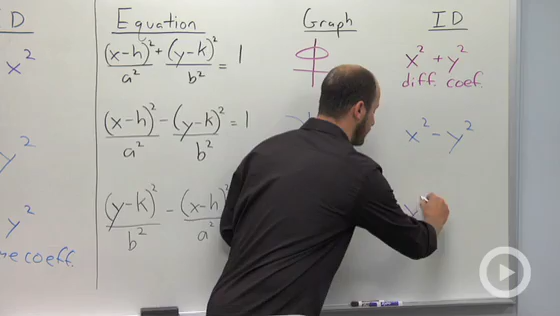 D Equation Graph ID
x² (x-h)²/a² + (y-k)²/b² = 1 x² + y²
diff. coef.
y² (x-h)²/a² - (y-k)²/b² = 1 x² - y²
y² (y-k)²/b² - (x-h)²/a²
coeff.